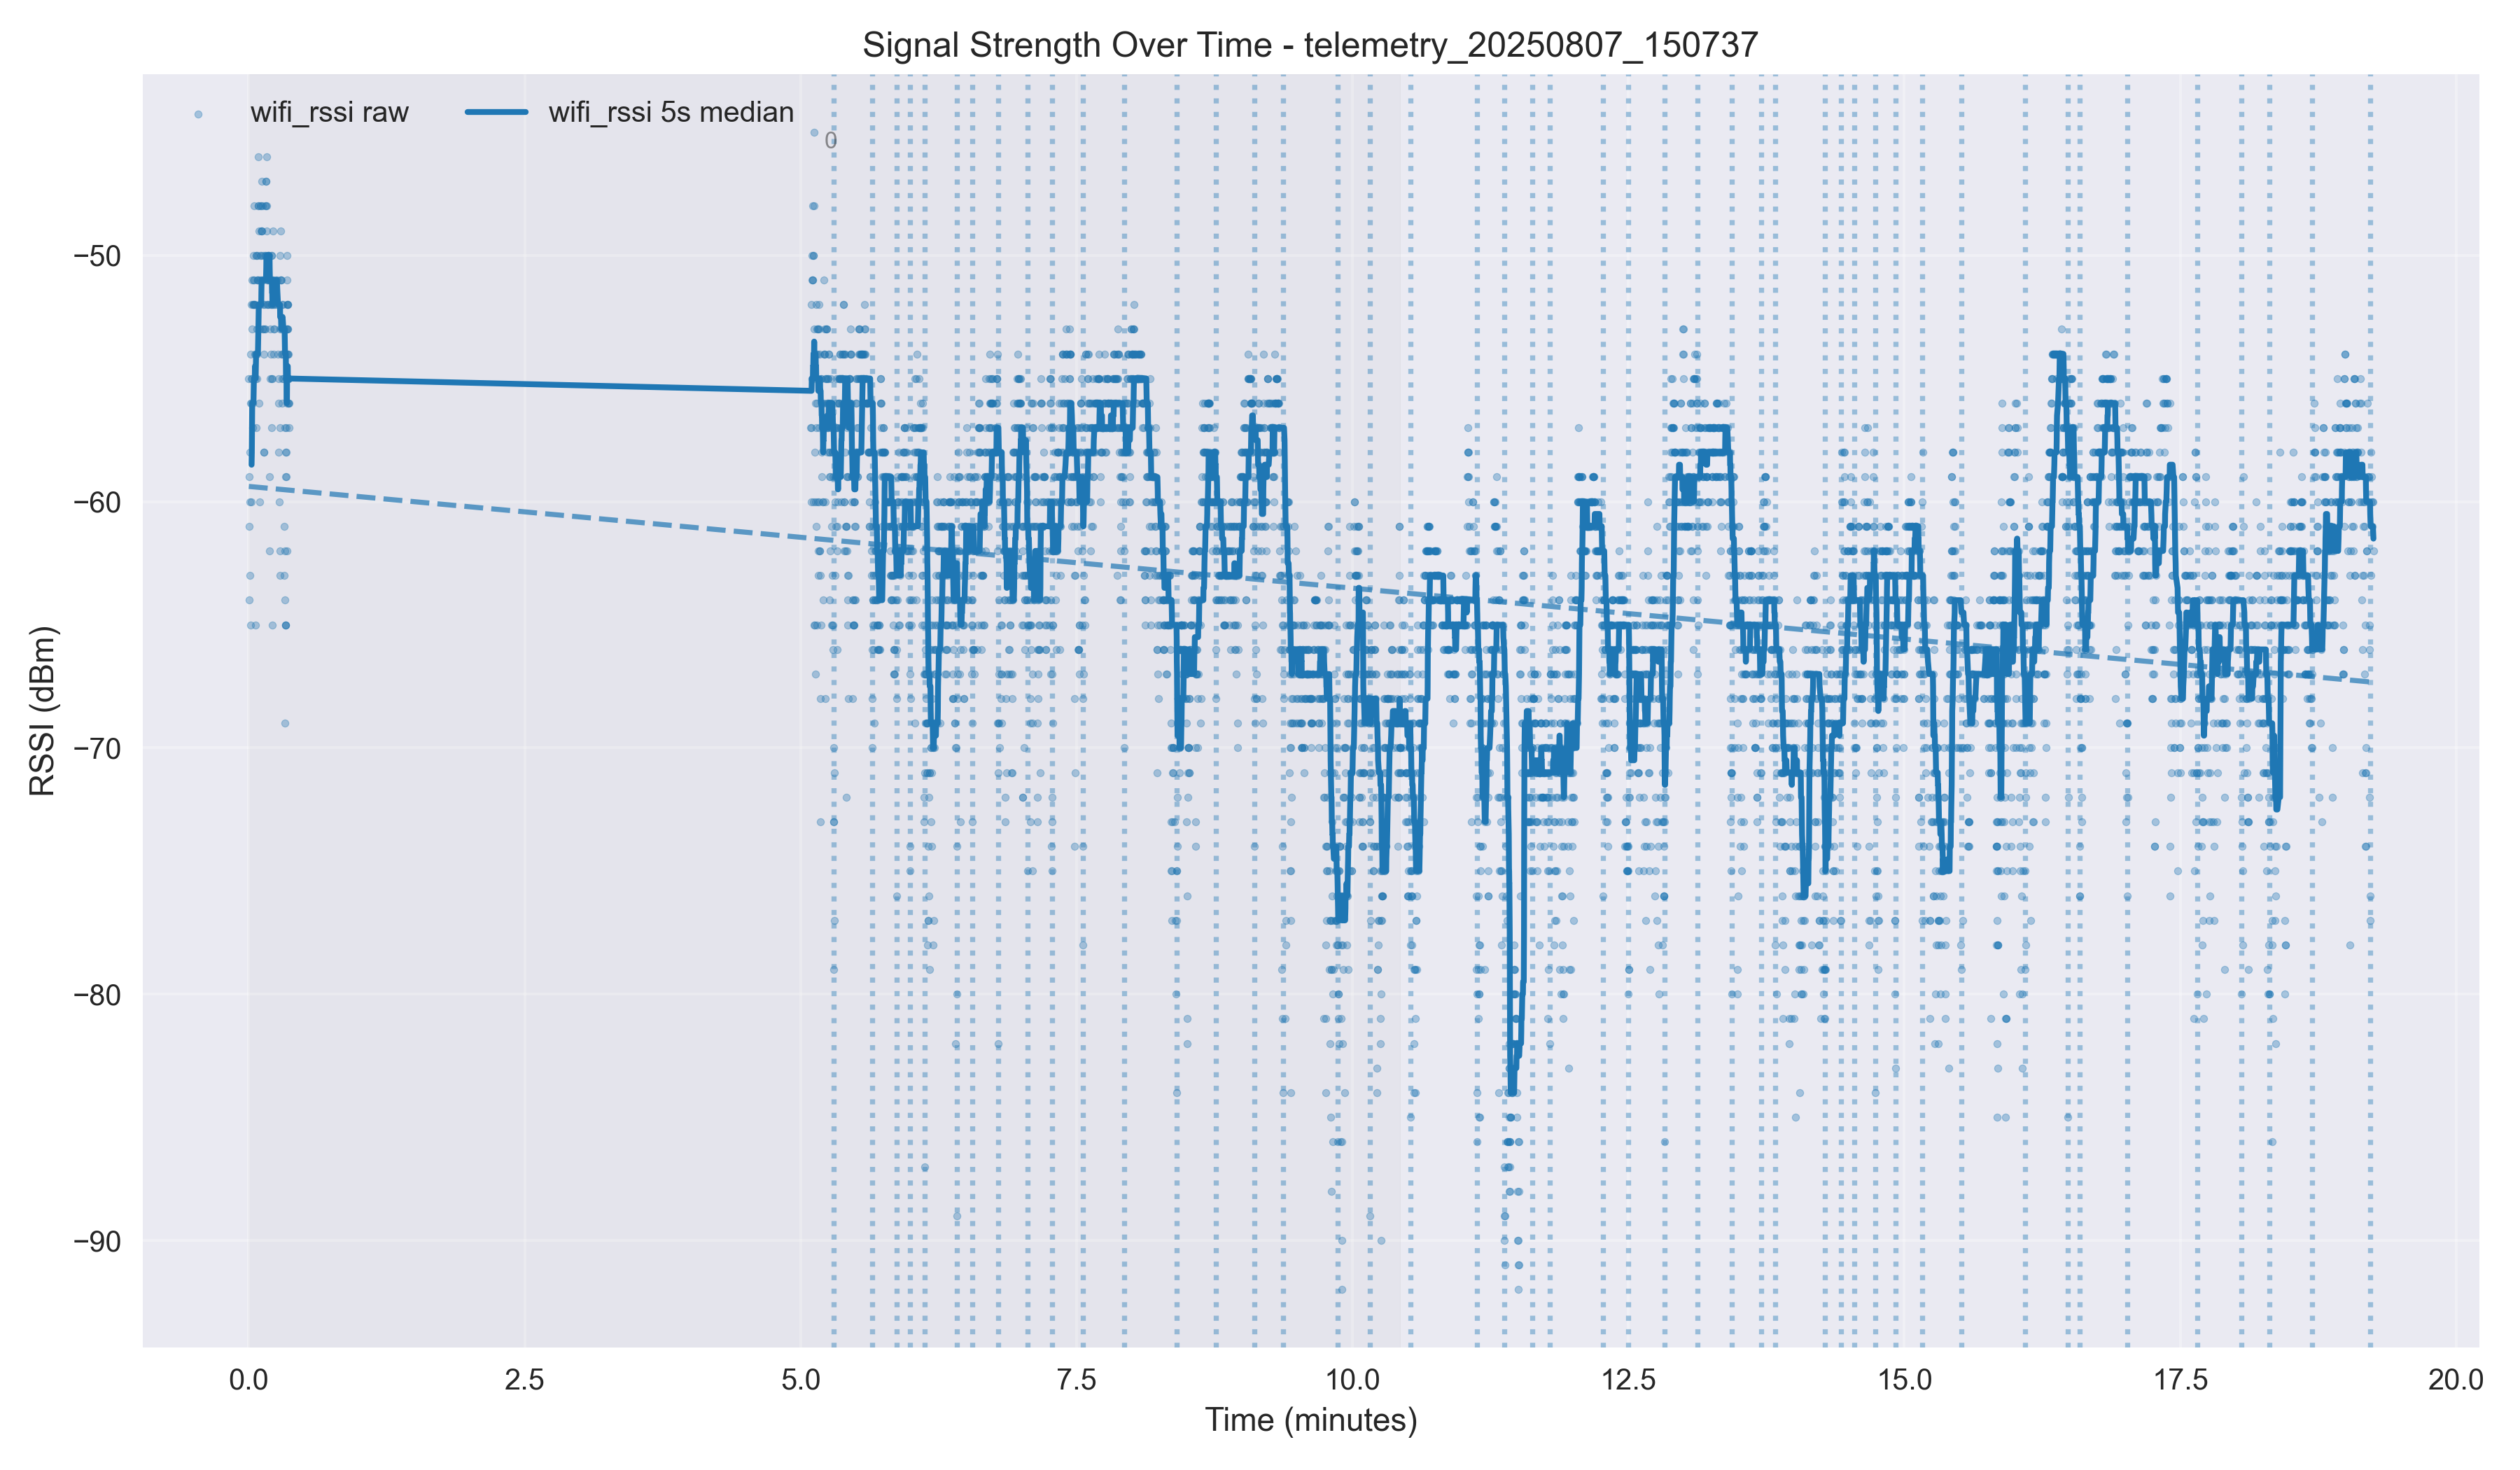 Signal Strength Over Time - telemetry_20250807_150737
wifi_rssi raw
wifi_rssi 5s median
0
−50
−60
−70
−80
−90
RSSI (dBm)
0.0 2.5 5.0 7.5 10.0 12.5 15.0 17.5 20.0
Time (minutes)